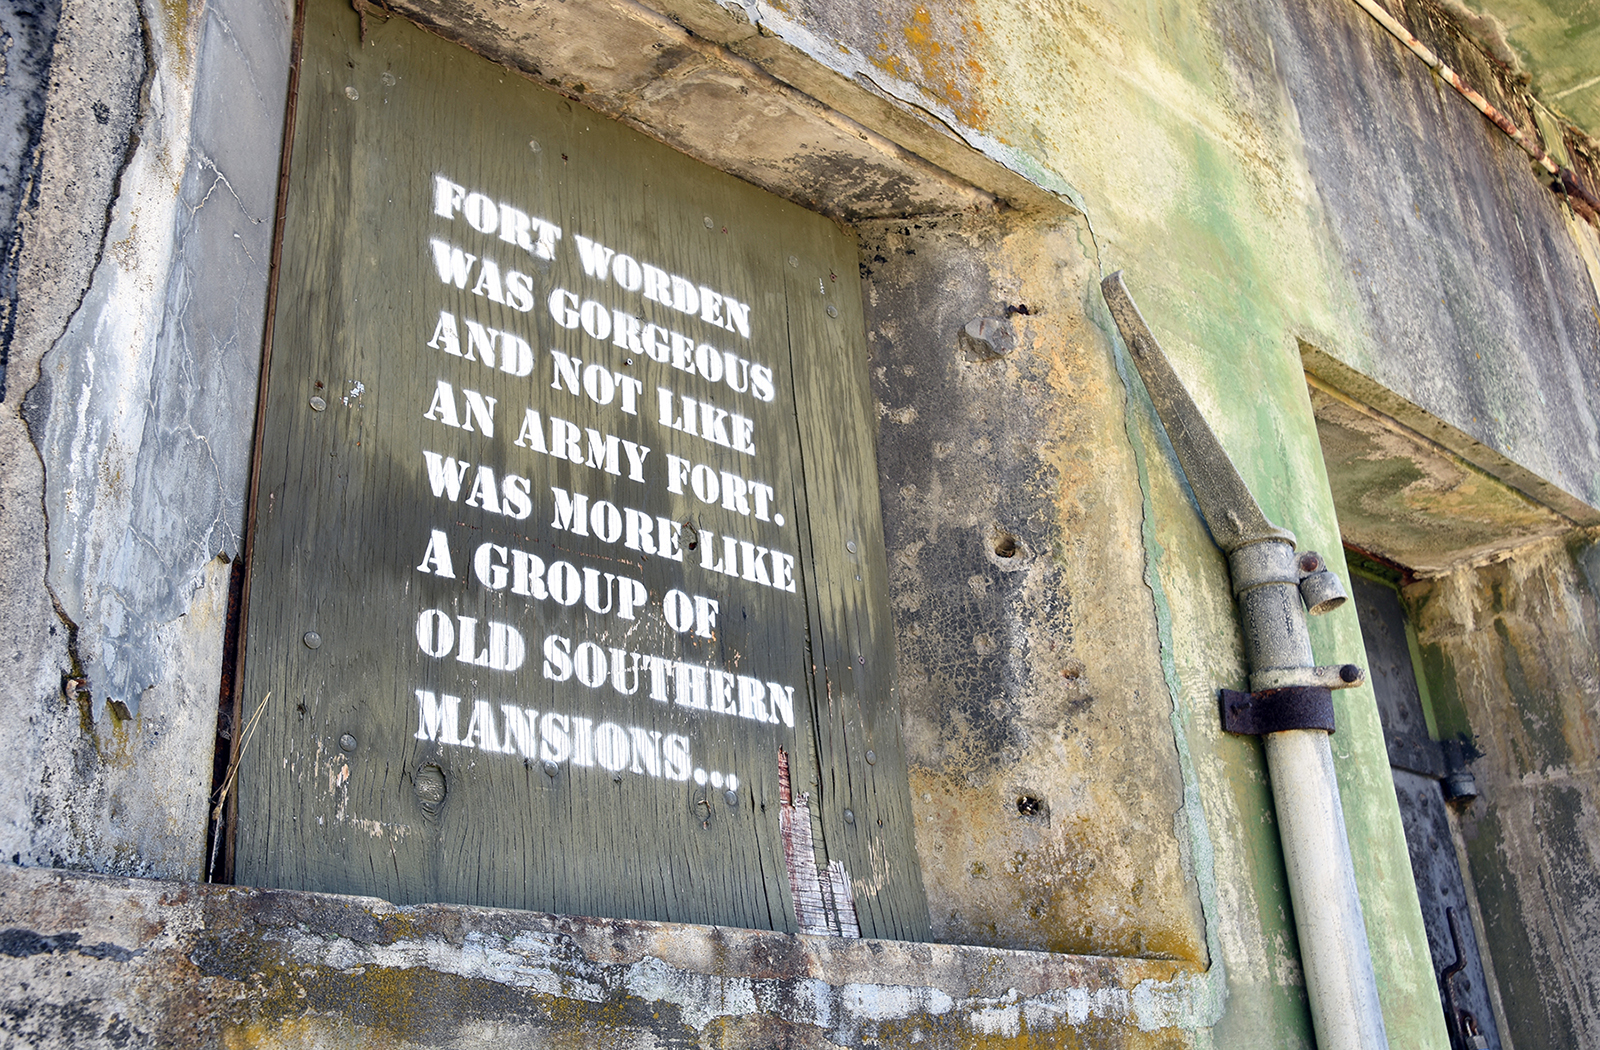 FORT WORDEN
WAS GORGEOUS
AND NOT LIKE
AN ARMY FORT.
WAS MORE LIKE
A GROUP OF
OLD SOUTHERN
MANSIONS...